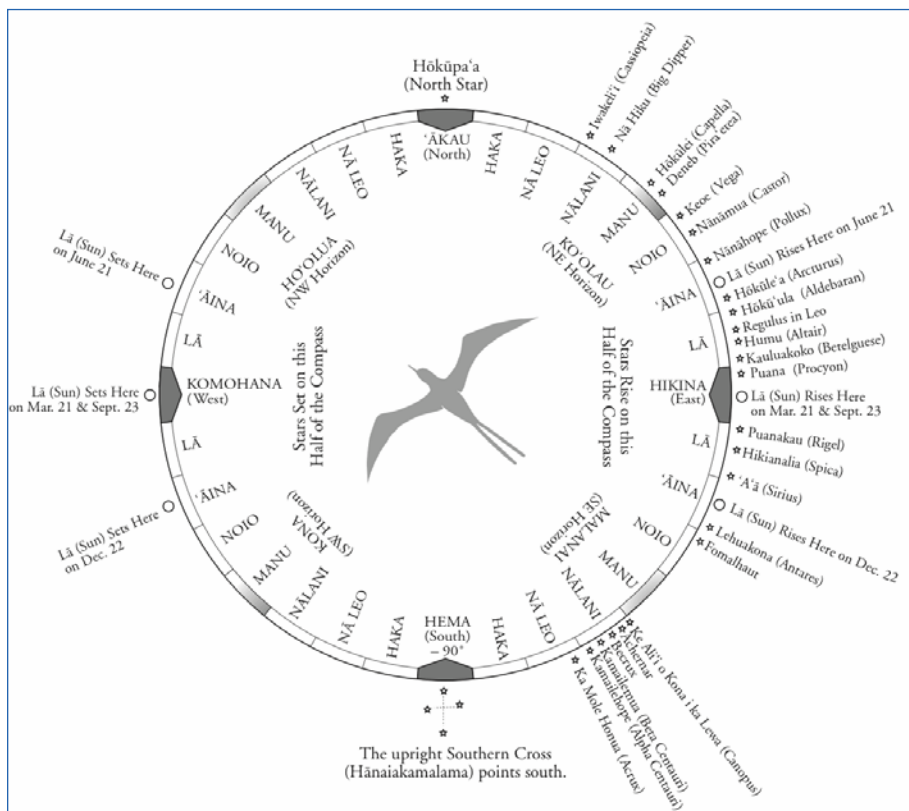 Hōkūpa‘a
(North Star)
‘ĀKAU
(North)
HAKA
NĀ LEO
NĀLANI
MANU
NOIO
‘ĀINA
LĀ
HIKINA
(East)
LĀ
‘ĀINA
NOIO
MANU
NĀLANI
NĀ LEO
HAKA
HEMA
(South)
– 90°
HAKA
NĀ LEO
NĀLANI
MANU
NOIO
‘ĀINA
LĀ
KOMOHANA
(West)
LĀ
‘ĀINA
NOIO
MANU
NĀLANI
NĀ LEO
HAKA
HO‘OLUA
(NW Horizon)
KO‘OLAU
(NE Horizon)
Stars Set on this
Half of the Compass
Stars Rise on this
Half of the Compass
KONA
(SW Horizon)
MALANAI
(SE Horizon)
Iwakeli‘i (Cassiopeia)
Nā Hiku (Big Dipper)
Hōkūlei (Capella)
Deneb (Pira‘etea)
Keoe (Vega)
Nānāmua (Castor)
Nānāhope (Pollux)
Lā (Sun) Rises Here on June 21
Hōkūle‘a (Arcturus)
Hōkū‘ula (Aldebaran)
Regulus in Leo
Humu (Altair)
Kauluakoko (Betelguese)
Puana (Procyon)
Lā (Sun) Rises Here
on Mar. 21 & Sept. 23
Puanakau (Rigel)
Hikianalia (Spica)
‘A‘ā (Sirius)
Lā (Sun) Rises Here on Dec. 22
Lehuakona (Antares)
Fomalhaut
Ke Ali‘i o Kona i ka Lewa (Canopus)
Achernar
Becrux
Kamailemua (Beta Centauri)
Kamailehope (Alpha Centauri)
Ka Mole Honua (Acrux)
Lā (Sun) Sets Here
on June 21
Lā (Sun) Sets Here
on Mar. 21 & Sept. 23
Lā (Sun) Sets Here
on Dec. 22
The upright Southern Cross
(Hānaiakamalama) points south.